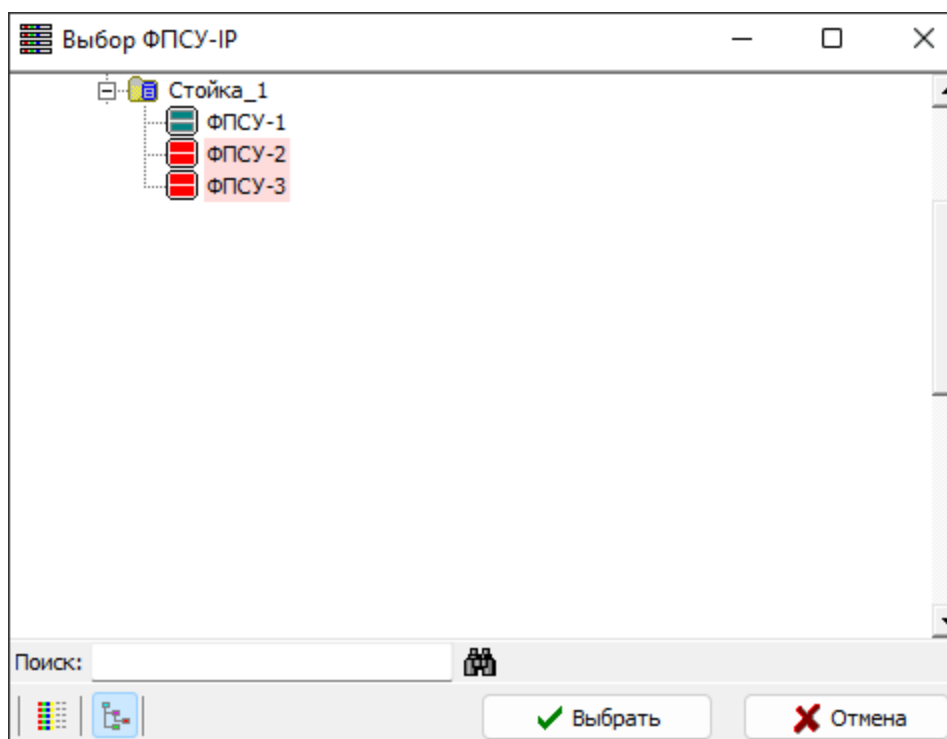 Выбор ФПСУ-IP
Стойка_1
ФПСУ-1
ФПСУ-2
ФПСУ-3
Поиск:
Выбрать
Отмена